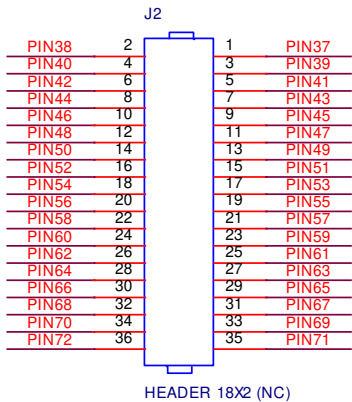 J2
PIN38 2 1 PIN37
PIN40 4 3 PIN39
PIN42 6 5 PIN41
PIN44 8 7 PIN43
PIN46 10 9 PIN45
PIN48 12 11 PIN47
PIN50 14 13 PIN49
PIN52 16 15 PIN51
PIN54 18 17 PIN53
PIN56 20 19 PIN55
PIN58 22 21 PIN57
PIN60 24 23 PIN59
PIN62 26 25 PIN61
PIN64 28 27 PIN63
PIN66 30 29 PIN65
PIN68 32 31 PIN67
PIN70 34 33 PIN69
PIN72 36 35 PIN71
HEADER 18X2 (NC)